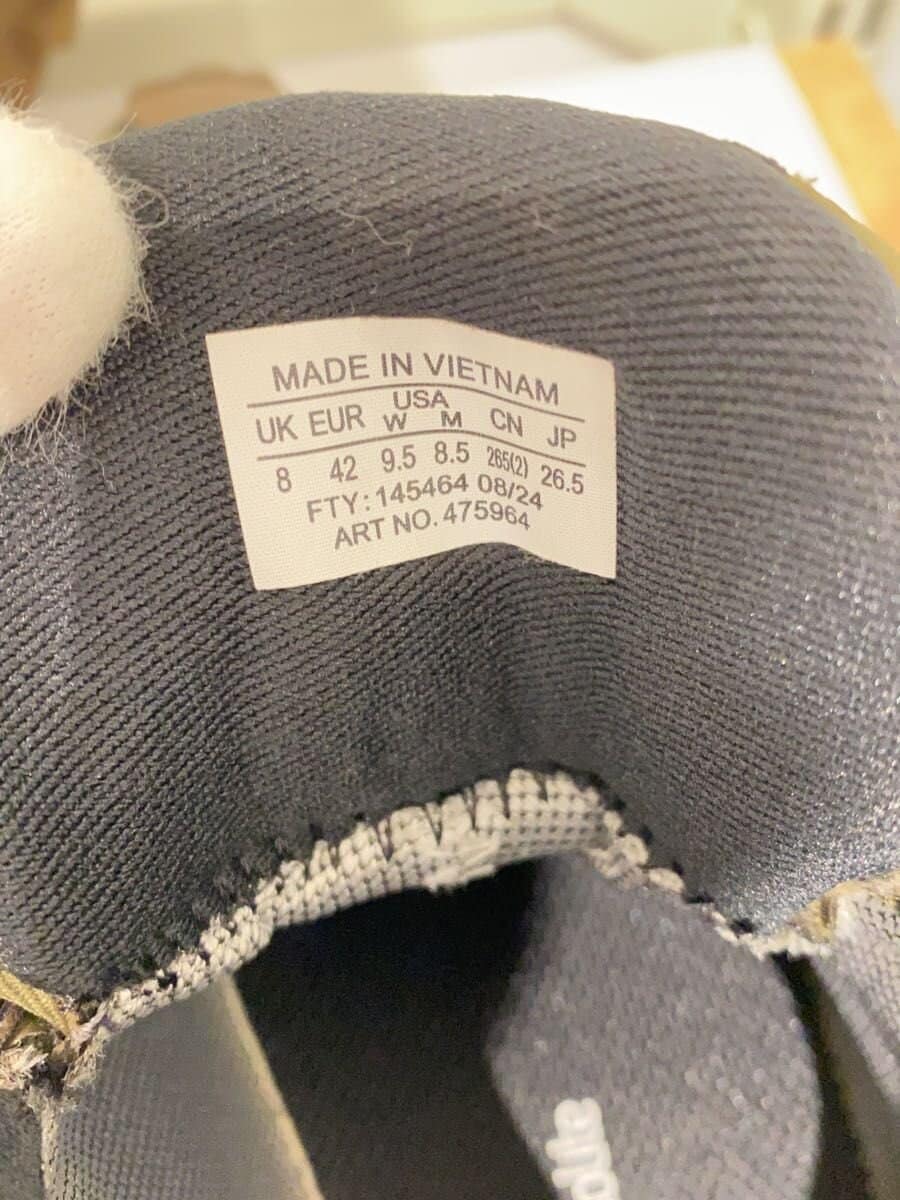 MADE IN VIETNAM
USA
UK EUR W M CN JP
8 42 9.5 8.5 265(2) 26.5
FTY: 145464 08/24
ART NO. 475964